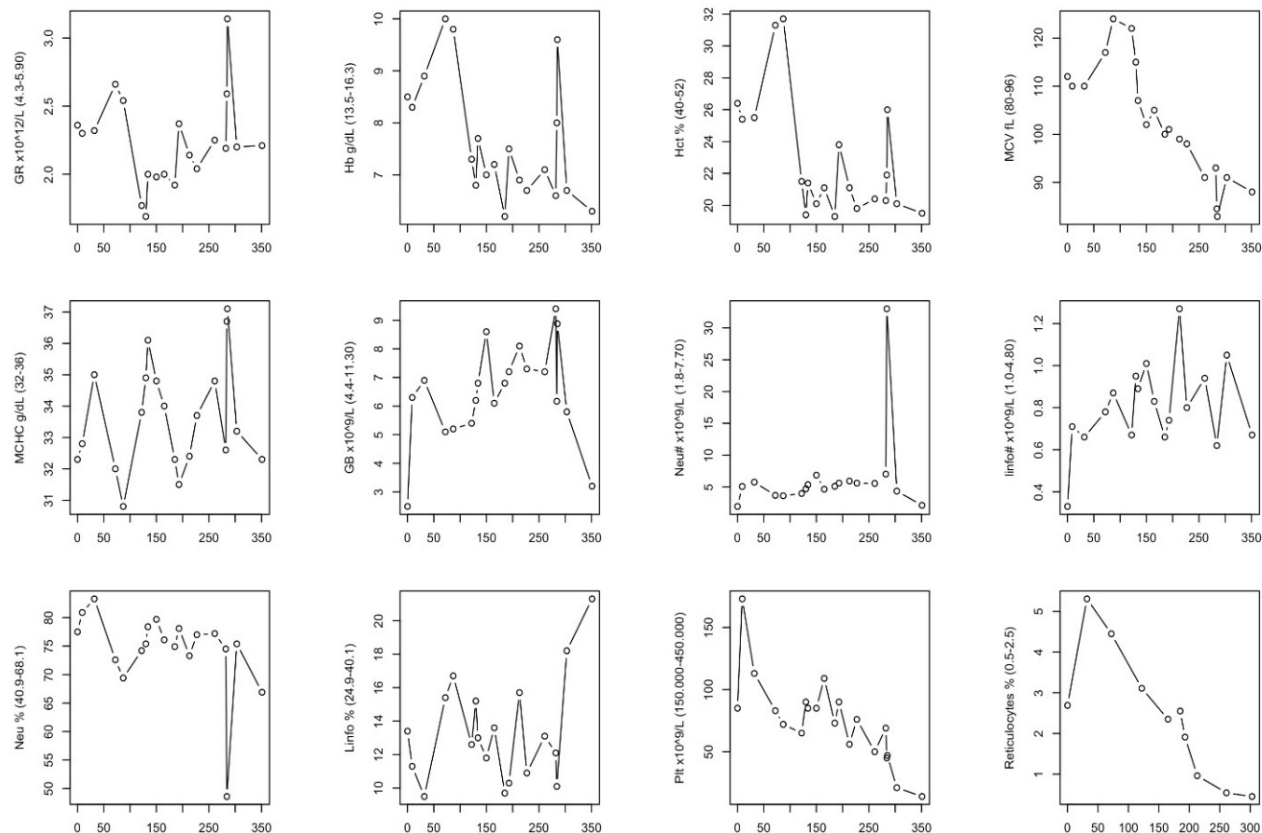 GR x10^12/L (4.3-5.90)
3.0
2.5
2.0
0 50 150 250 350
Hb g/dL (13.5-16.3)
10
9
8
7
0 50 150 250 350
Hct % (40-52)
32
30
28
26
24
22
20
0 50 150 250 350
MCV fL (80-96)
120
110
100
90
0 50 150 250 350
MCHC g/dL (32-36)
37
36
35
34
33
32
31
0 50 150 250 350
GB x10^9/L (4.4-11.30)
9
8
7
6
5
4
3
0 50 150 250 350
Neu# x10^9/L (1.8-7.70)
30
25
20
15
10
5
0 50 150 250 350
linfo# x10^9/L (1.0-4.80)
1.2
1.0
0.8
0.6
0.4
0 50 150 250 350
Neu % (40.9-68.1)
80
75
70
65
60
55
50
0 50 150 250 350
Linfo % (24.9-40.1)
20
18
16
14
12
10
0 50 150 250 350
Plt x10^9/L (150.000-450.000)
150
100
50
0 50 150 250 350
Reticulocytes % (0.5-2.5)
5
4
3
2
1
0 50 100 150 200 250 300